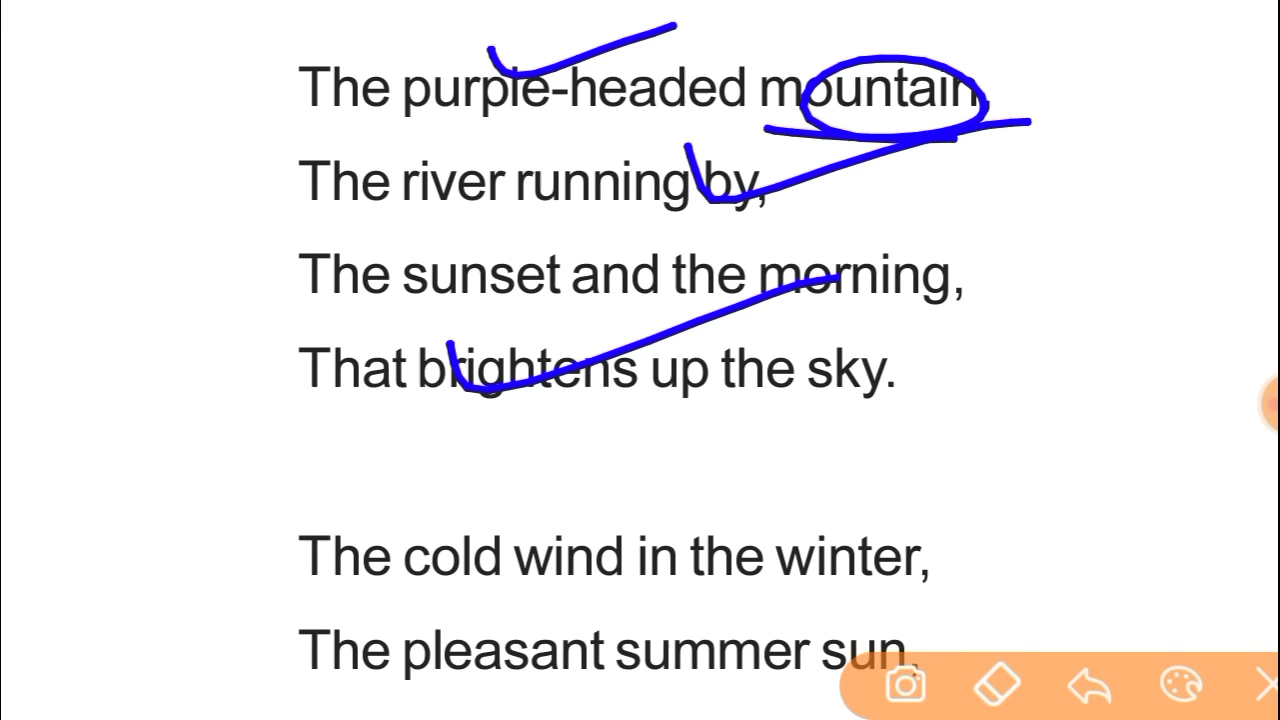 The purple-headed mountain,
The river running by,
The sunset and the morning,
That brightens up the sky.
The cold wind in the winter,
The pleasant summer sun,